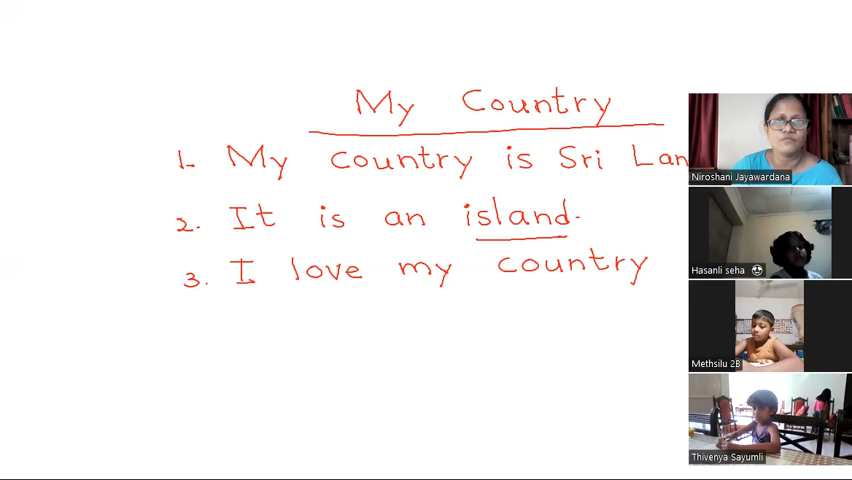 My Country
1. My country is Sri Lan
2. It is an island.
3. I love my country
Niroshani Jayawardana
Hasanli seha
Methsilu 2B
Thivenya Sayumli